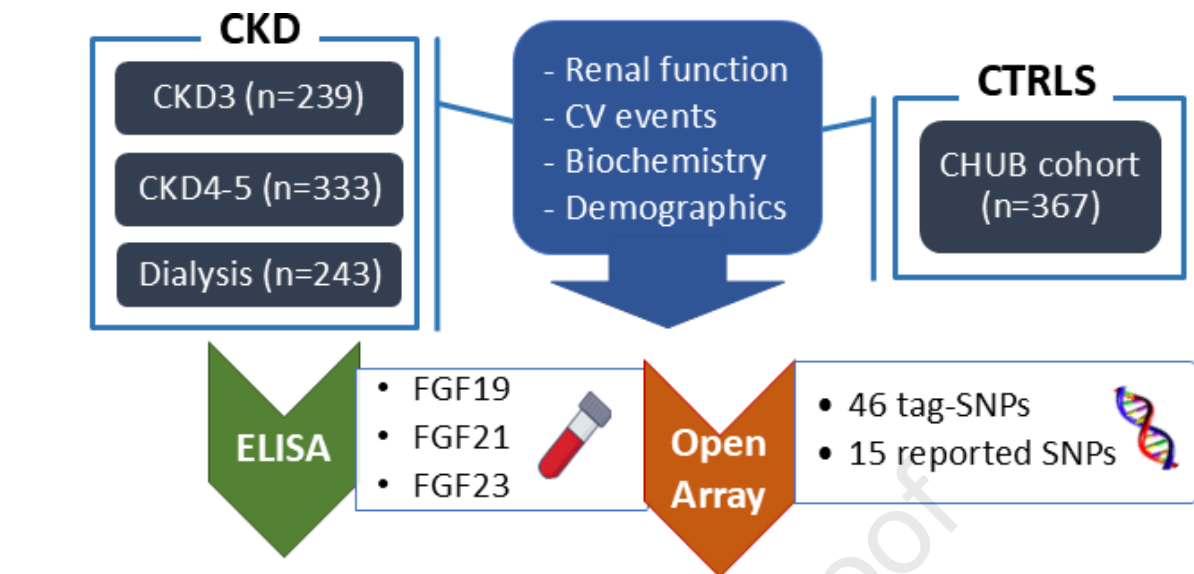 CKD
CKD3 (n=239)
CKD4-5 (n=333)
Dialysis (n=243)
- Renal function
- CV events
- Biochemistry
- Demographics
CTRLS
CHUB cohort
(n=367)
ELISA
• FGF19
• FGF21
• FGF23
Open
Array
• 46 tag-SNPs
• 15 reported SNPs